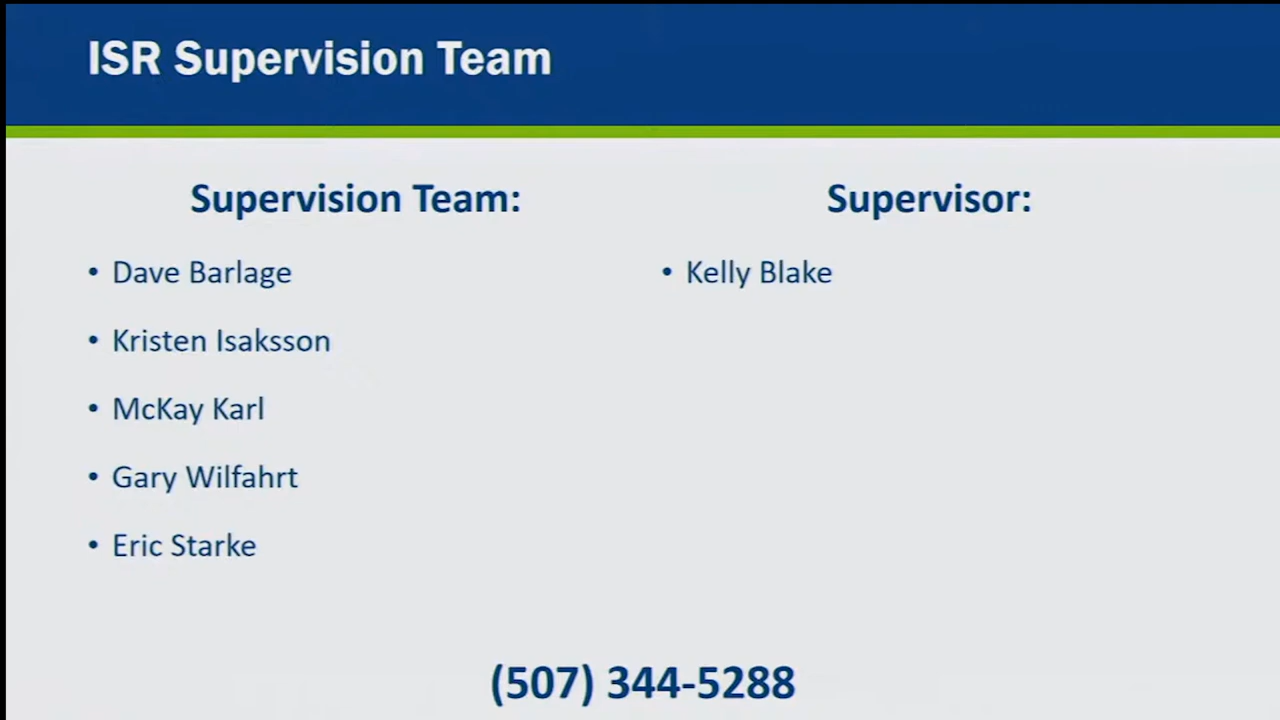 ISR Supervision Team
Supervision Team:
• Dave Barlage
• Kristen Isaksson
• McKay Karl
• Gary Wilfahrt
• Eric Starke
Supervisor:
• Kelly Blake
(507) 344-5288